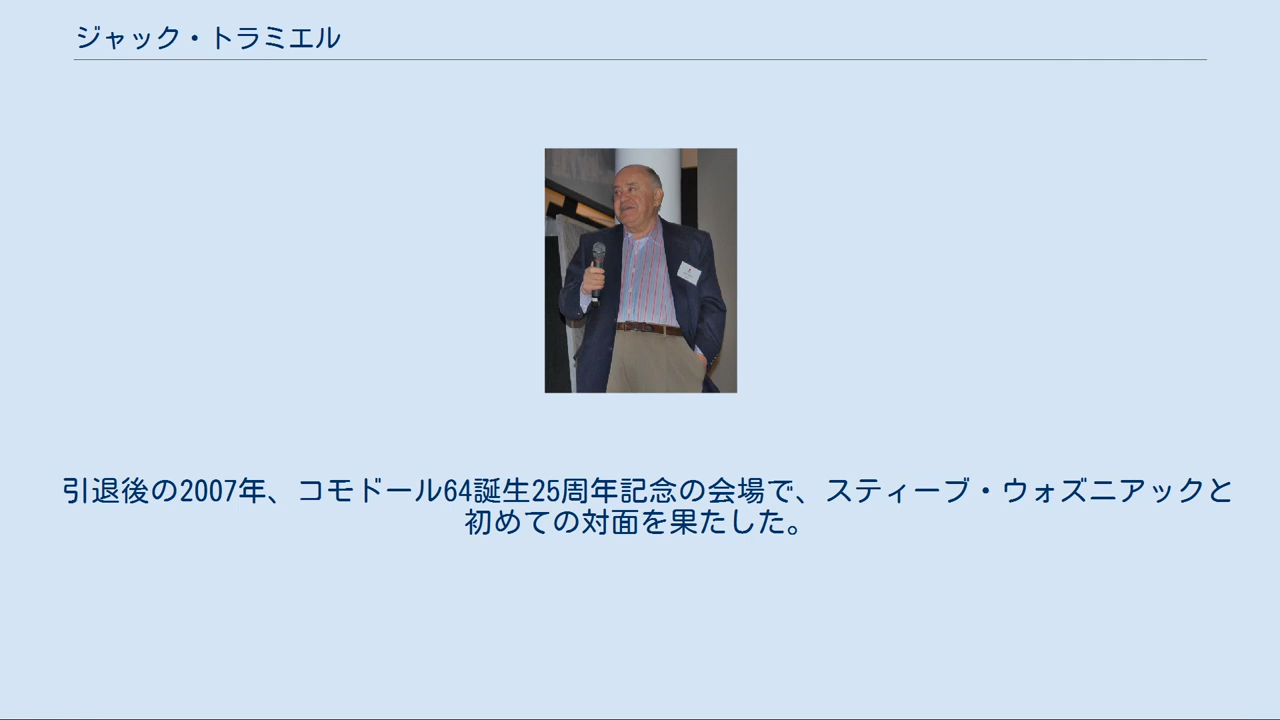 ジャック・トラミエル
引退後の2007年、コモドール64誕生25周年記念の会場で、スティーブ・ウォズニアックと
初めての対面を果たした。